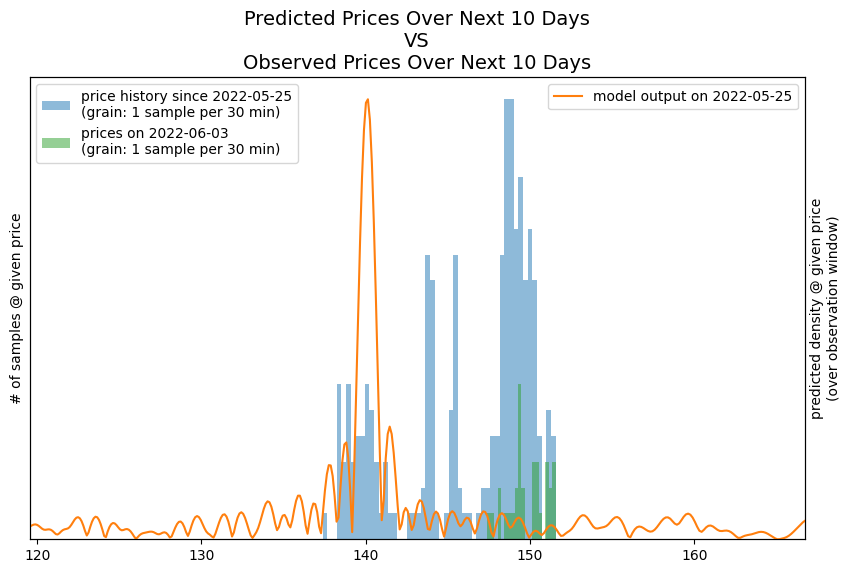 Predicted Prices Over Next 10 Days
VS
Observed Prices Over Next 10 Days
price history since 2022-05-25
(grain: 1 sample per 30 min)
prices on 2022-06-03
(grain: 1 sample per 30 min)
model output on 2022-05-25
# of samples @ given price
predicted density @ given price
(over observation window)
120 130 140 150 160